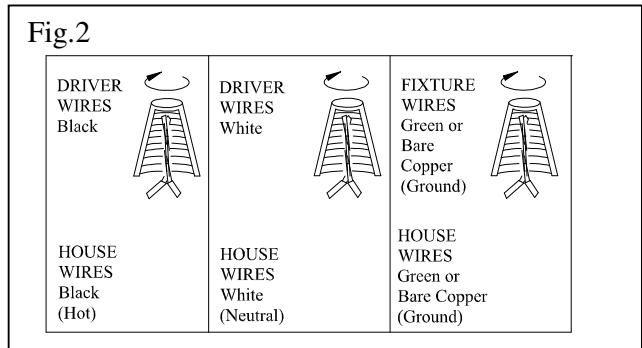 Fig.2
DRIVER
WIRES
Black
HOUSE
WIRES
Black
(Hot)
DRIVER
WIRES
White
HOUSE
WIRES
White
(Neutral)
FIXTURE
WIRES
Green or
Bare
Copper
(Ground)
HOUSE
WIRES
Green or
Bare Copper
(Ground)